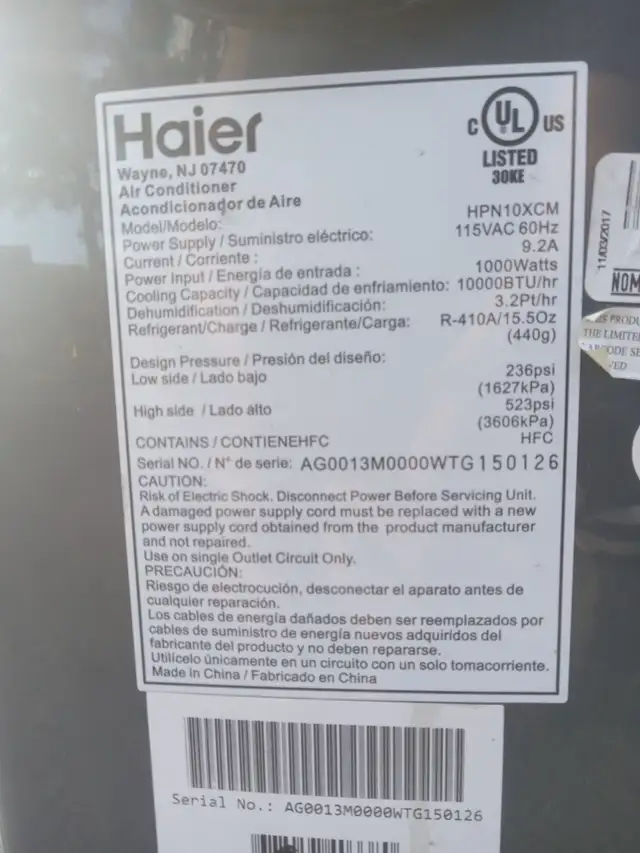 Haier
Wayne, NJ 07470
Air Conditioner
Acondicionador de Aire
C UL US
LISTED
30KE
Model/Modelo: HPN10XCM
Power Supply / Suministro eléctrico: 115VAC 60Hz
Current / Corriente : 9.2A
Power Input / Energía de entrada : 1000Watts
Cooling Capacity / Capacidad de enfriamiento: 10000BTU/hr
Dehumidification / Deshumidificación: 3.2Pt/hr
Refrigerant/Charge / Refrigerante/Carga: R-410A/15.5Oz
(440g)
Design Pressure / Presión del diseño:
Low side / Lado bajo 236psi
(1627kPa)
High side / Lado alto 523psi
(3606kPa)
CONTAINS / CONTIENEHFC HFC
Serial NO. / N° de serie: AG0013M0000WTG150126
CAUTION:
Risk of Electric Shock. Disconnect Power Before Servicing Unit.
A damaged power supply cord must be replaced with a new
power supply cord obtained from the product manufacturer
and not repaired.
Use on single Outlet Circuit Only.
PRECAUCIÓN:
Riesgo de electrocución, desconectar el aparato antes de
cualquier reparación.
Los cables de energía dañados deben ser reemplazados por
cables de suministro de energía nuevos adquiridos del
fabricante del producto y no deben repararse.
Utilícelo únicamente en un circuito con un solo tomacorriente.
Made in China / Fabricado en China
Serial No.: AG0013M0000WTG150126
11/03/2017
NOM
PRODU
THE LIMITE